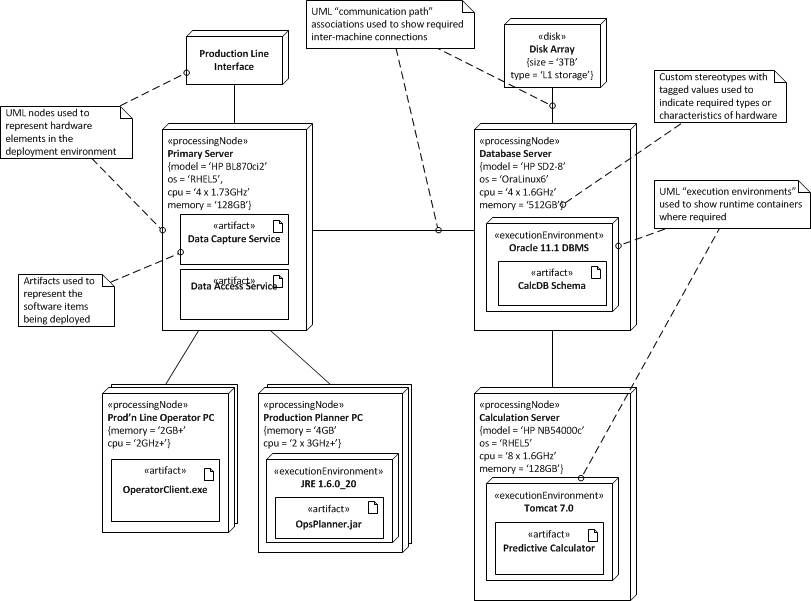 UML “communication path”
associations used to show required
inter-machine connections
«disk»
Disk Array
{size = ‘3TB’
type = ‘L1 storage’}
Production Line
Interface
Custom stereotypes with
tagged values used to
indicate required types or
characteristics of hardware
UML nodes used to
represent hardware
elements in the
deployment environment
«processingNode»
Primary Server
{model = ‘HP BL870ci2’
os = ‘RHEL5’,
cpu = ‘4 x 1.73GHz’
memory = ‘128GB’}
«artifact»
Data Capture Service
«artifact»
Data Access Service
«processingNode»
Database Server
{model = ‘HP SD2-8’
os = ‘OraLinux6’
cpu = ‘4 x 1.6GHz’
memory = ‘512GB’}
«executionEnvironment»
Oracle 11.1 DBMS
«artifact»
CalcDB Schema
UML “execution environments”
used to show runtime containers
where required
Artifacts used to
represent the
software items
being deployed
«processingNode»
Prod’n Line Operator PC
{memory = ‘2GB+’
cpu = ‘2GHz+’}
«artifact»
OperatorClient.exe
«processingNode»
Production Planner PC
{memory = ‘4GB’
cpu = ‘2 x 3GHz+’}
«executionEnvironment»
JRE 1.6.0_20
«artifact»
OpsPlanner.jar
«processingNode»
Calculation Server
{model = ‘HP NB54000c’
os = ‘RHEL5’
cpu = ‘8 x 1.6GHz’
memory = ‘128GB’}
«executionEnvironment»
Tomcat 7.0
«artifact»
Predictive Calculator